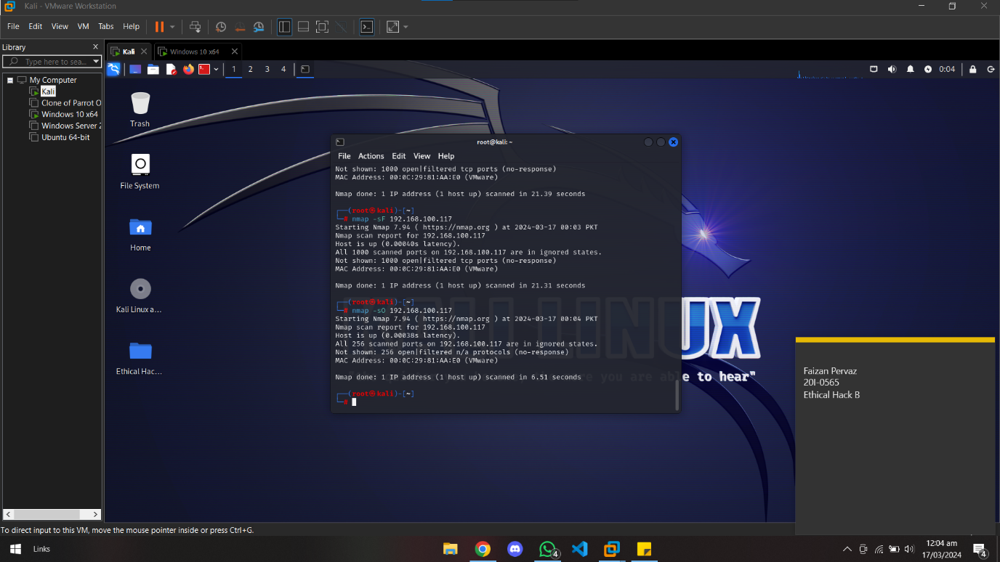 Kali - VMware Workstation
File Edit View VM Tabs Help
Library
Type here to sea...
My Computer
Kali
Clone of Parrot O
Windows 10 x64
Windows Server 2
Ubuntu 64-bit
Kali
Windows 10 x64
1 2 3 4
0:04
Trash
File System
Home
Kali Linux a...
Ethical Hac...
root@kali: ~
File Actions Edit View Help
Not shown: 1000 open|filtered tcp ports (no-response)
MAC Address: 00:0C:29:81:AA:E0 (VMware)
Nmap done: 1 IP address (1 host up) scanned in 21.39 seconds
┌──(root㉿kali)-[~]
└─# nmap -sF 192.168.100.117
Starting Nmap 7.94 ( https://nmap.org ) at 2024-03-17 00:03 PKT
Nmap scan report for 192.168.100.117
Host is up (0.00040s latency).
All 1000 scanned ports on 192.168.100.117 are in ignored states.
Not shown: 1000 open|filtered tcp ports (no-response)
MAC Address: 00:0C:29:81:AA:E0 (VMware)
Nmap done: 1 IP address (1 host up) scanned in 21.31 seconds
┌──(root㉿kali)-[~]
└─# nmap -sO 192.168.100.117
Starting Nmap 7.94 ( https://nmap.org ) at 2024-03-17 00:04 PKT
Nmap scan report for 192.168.100.117
Host is up (0.00038s latency).
All 256 scanned ports on 192.168.100.117 are in ignored states.
Not shown: 256 open|filtered n/a protocols (no-response)
MAC Address: 00:0C:29:81:AA:E0 (VMware)
Nmap done: 1 IP address (1 host up) scanned in 6.51 seconds
┌──(root㉿kali)-[~]
└─#
KALI LINUX
you are able to hear"
Faizan Pervaz
20I-0565
Ethical Hack B
To direct input to this VM, move the mouse pointer inside or press Ctrl+G.
Links
4
12:04 am
17/03/2024
4